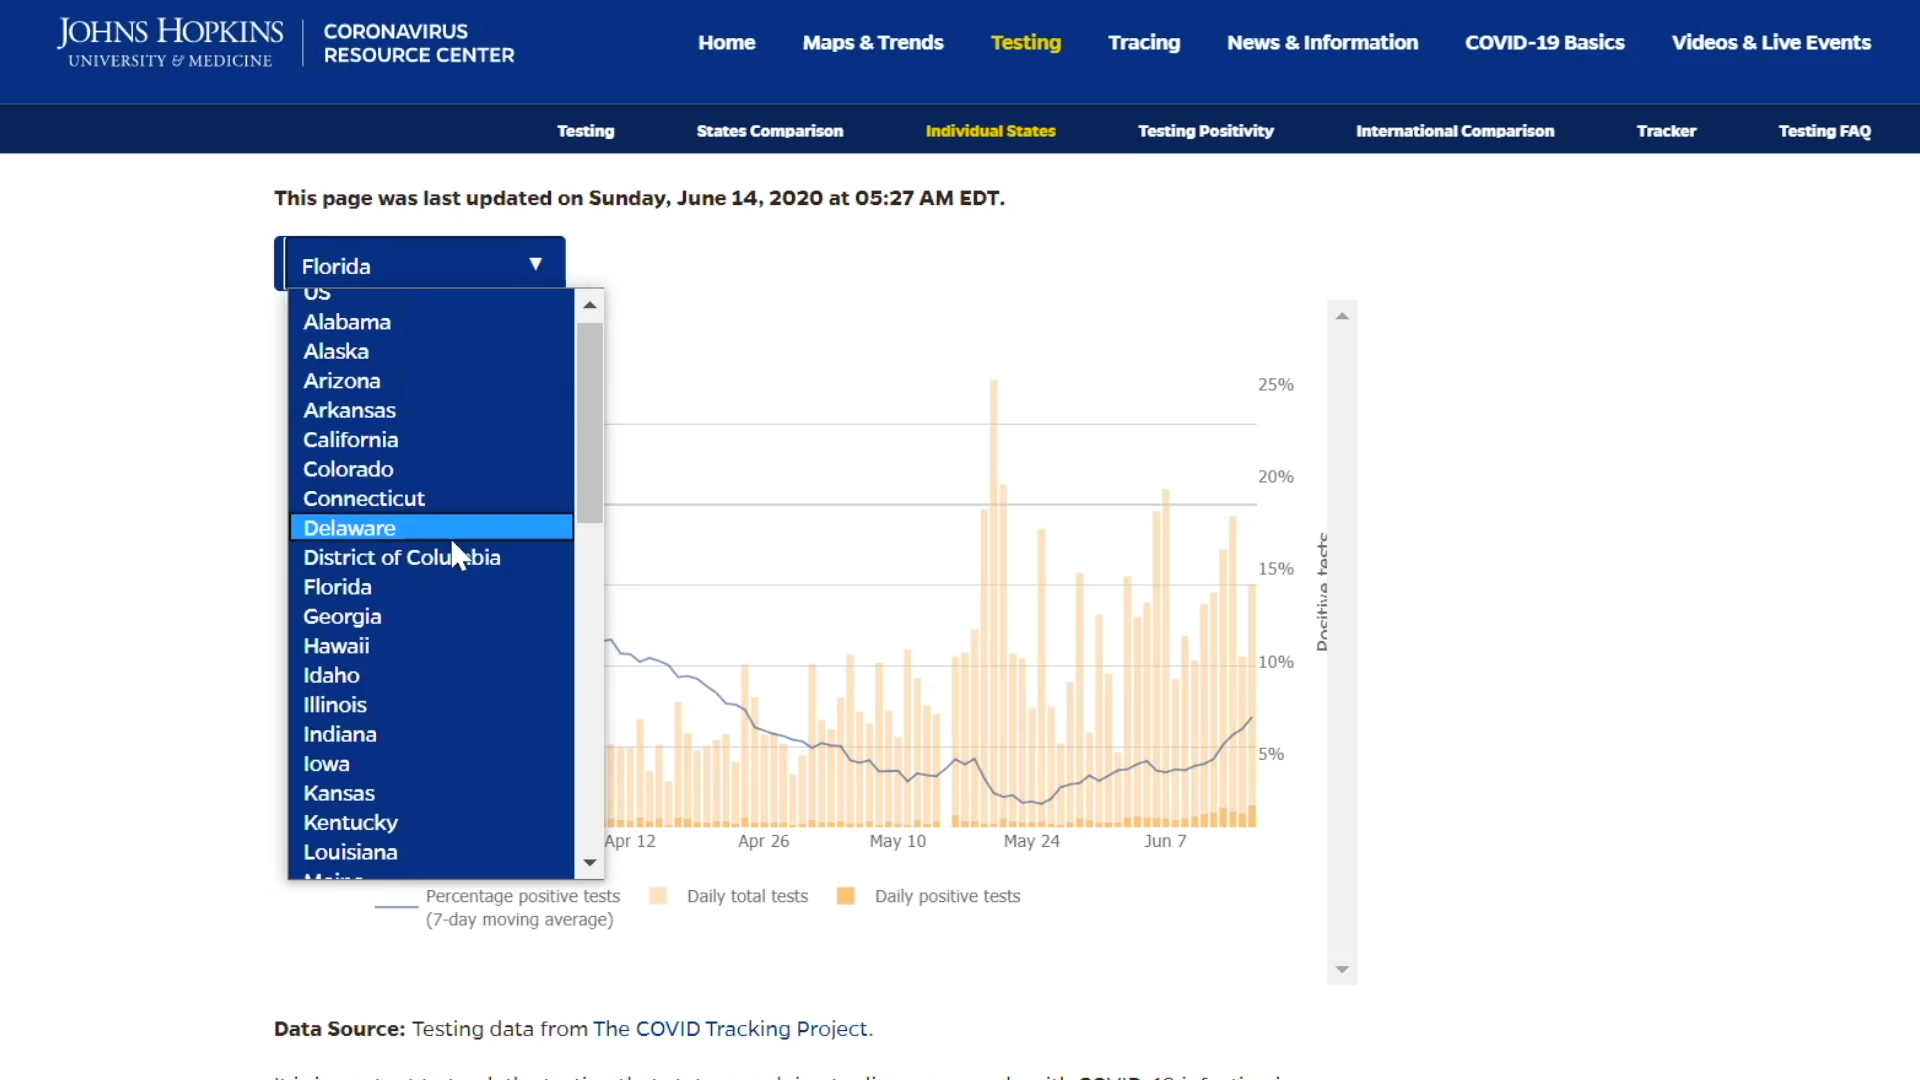 JOHNS HOPKINS
UNIVERSITY & MEDICINE
CORONAVIRUS
RESOURCE CENTER
Home
Maps & Trends
Testing
Tracing
News & Information
COVID-19 Basics
Videos & Live Events
Testing
States Comparison
Individual States
Testing Positivity
International Comparison
Tracker
Testing FAQ
This page was last updated on Sunday, June 14, 2020 at 05:27 AM EDT.
Florida
US
Alabama
Alaska
Arizona
Arkansas
California
Colorado
Connecticut
Delaware
District of Columbia
Florida
Georgia
Hawaii
Idaho
Illinois
Indiana
Iowa
Kansas
Kentucky
Louisiana
Maine
25%
20%
15%
10%
5%
Positive tests
Apr 12
Apr 26
May 10
May 24
Jun 7
Percentage positive tests
(7-day moving average)
Daily total tests
Daily positive tests
Data Source: Testing data from The COVID Tracking Project.